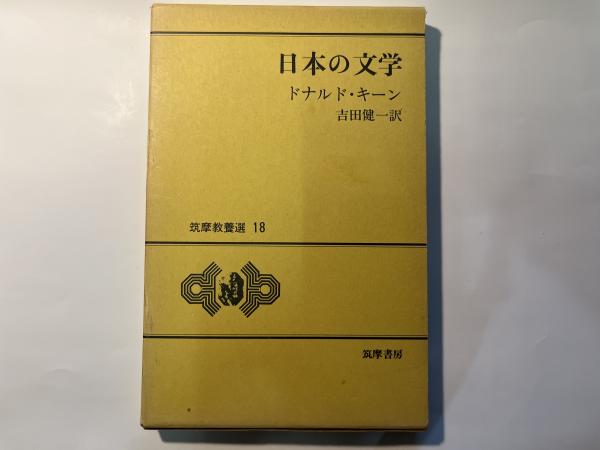 日本の文学
ドナルド・キーン
吉田健一訳
筑摩教養選 18
筑摩書房